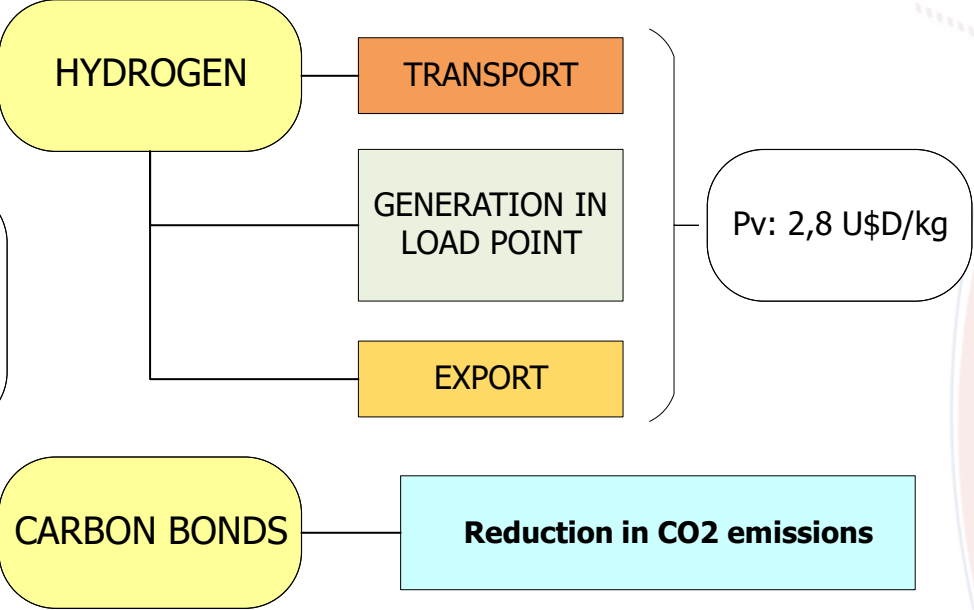 HYDROGEN
TRANSPORT
GENERATION IN
LOAD POINT
Pv: 2,8 U$D/kg
EXPORT
CARBON BONDS
Reduction in CO2 emissions